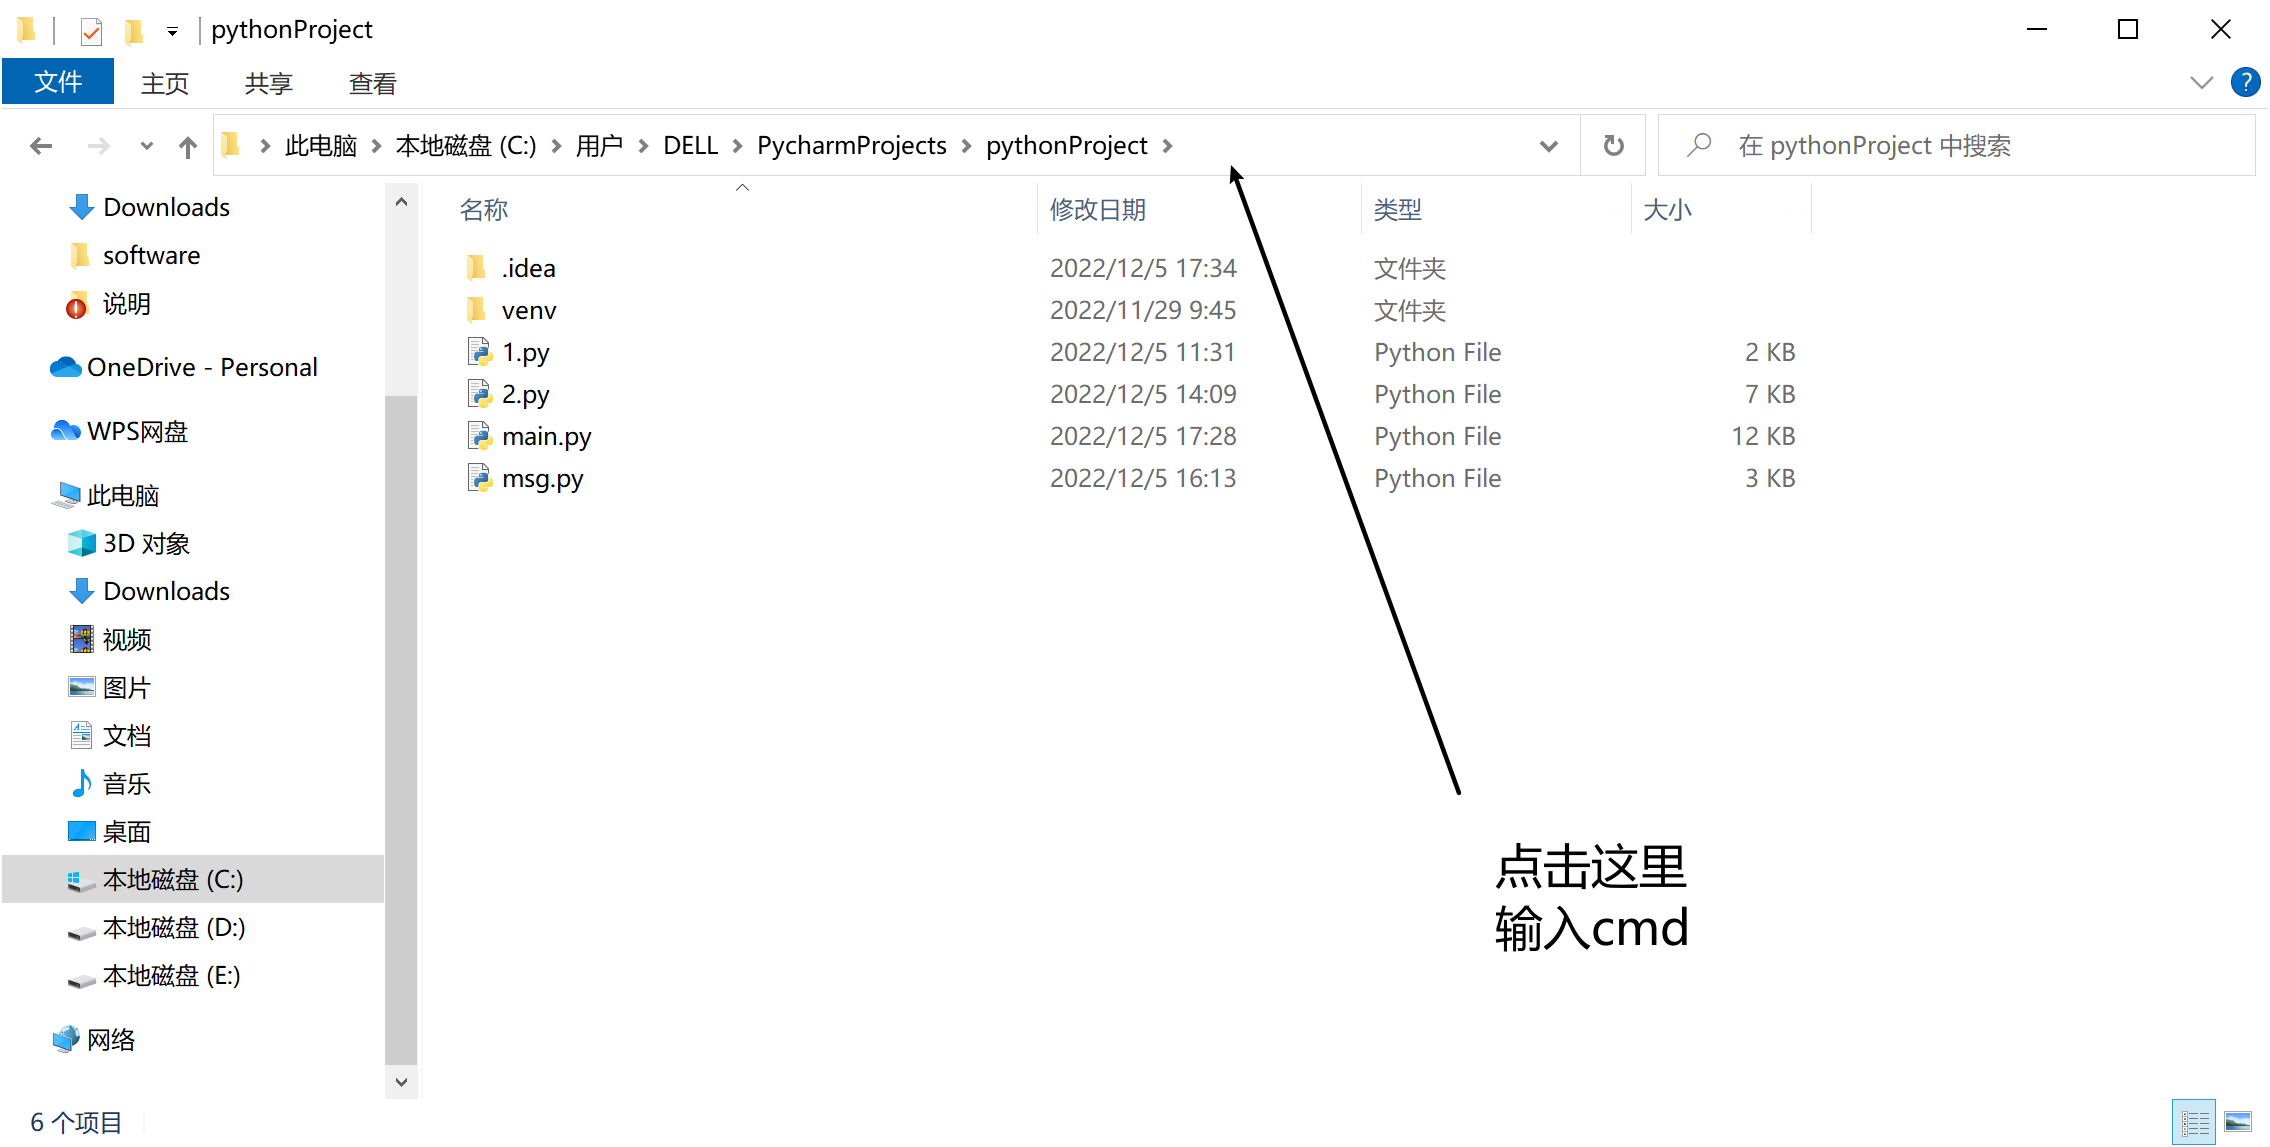 pythonProject
文件 主页 共享 查看
此电脑 本地磁盘 (C:) 用户 DELL PycharmProjects pythonProject
在 pythonProject 中搜索
Downloads
software
说明
OneDrive - Personal
WPS网盘
此电脑
3D 对象
Downloads
视频
图片
文档
音乐
桌面
本地磁盘 (C:)
本地磁盘 (D:)
本地磁盘 (E:)
网络
名称 修改日期 类型 大小
.idea 2022/12/5 17:34 文件夹
venv 2022/11/29 9:45 文件夹
1.py 2022/12/5 11:31 Python File 2 KB
2.py 2022/12/5 14:09 Python File 7 KB
main.py 2022/12/5 17:28 Python File 12 KB
msg.py 2022/12/5 16:13 Python File 3 KB
点击这里
输入cmd
6 个项目